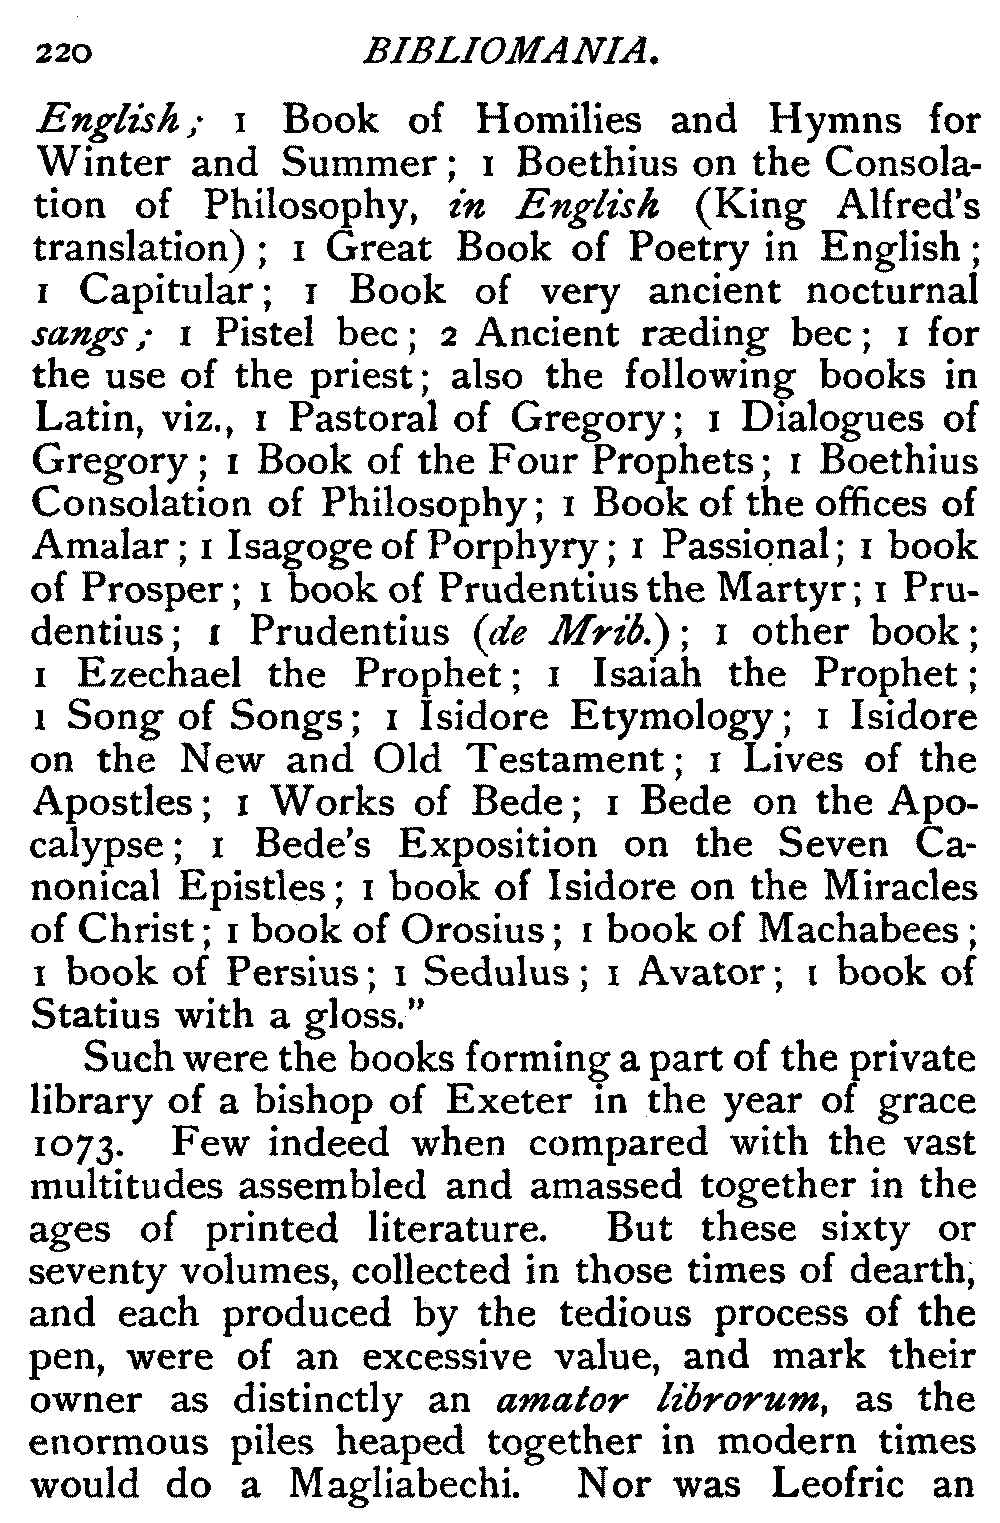 220 BIBLIOMANIA.
English; 1 Book of Homilies and Hymns for
Winter and Summer; 1 Boethius on the Consola-
tion of Philosophy, in English (King Alfred's
translation); 1 Great Book of Poetry in English;
1 Capitular; 1 Book of very ancient nocturnal
sangs; 1 Pistel bec; 2 Ancient ræding bec; 1 for
the use of the priest; also the following books in
Latin, viz., 1 Pastoral of Gregory; 1 Dialogues of
Gregory; 1 Book of the Four Prophets; 1 Boethius
Consolation of Philosophy; 1 Book of the offices of
Amalar; 1 Isagoge of Porphyry; 1 Passional; 1 book
of Prosper; 1 book of Prudentius the Martyr; 1 Pru-
dentius; 1 Prudentius (de Mrib.); 1 other book;
1 Ezechael the Prophet; 1 Isaiah the Prophet;
1 Song of Songs; 1 Isidore Etymology; 1 Isidore
on the New and Old Testament; 1 Lives of the
Apostles; 1 Works of Bede; 1 Bede on the Apo-
calypse; 1 Bede's Exposition on the Seven Ca-
nonical Epistles; 1 book of Isidore on the Miracles
of Christ; 1 book of Orosius; 1 book of Machabees;
1 book of Persius; 1 Sedulus; 1 Avator; 1 book of
Statius with a gloss."
Such were the books forming a part of the private
library of a bishop of Exeter in the year of grace
1073. Few indeed when compared with the vast
multitudes assembled and amassed together in the
ages of printed literature. But these sixty or
seventy volumes, collected in those times of dearth,
and each produced by the tedious process of the
pen, were of an excessive value, and mark their
owner as distinctly an amator librorum, as the
enormous piles heaped together in modern times
would do a Magliabechi. Nor was Leofric an